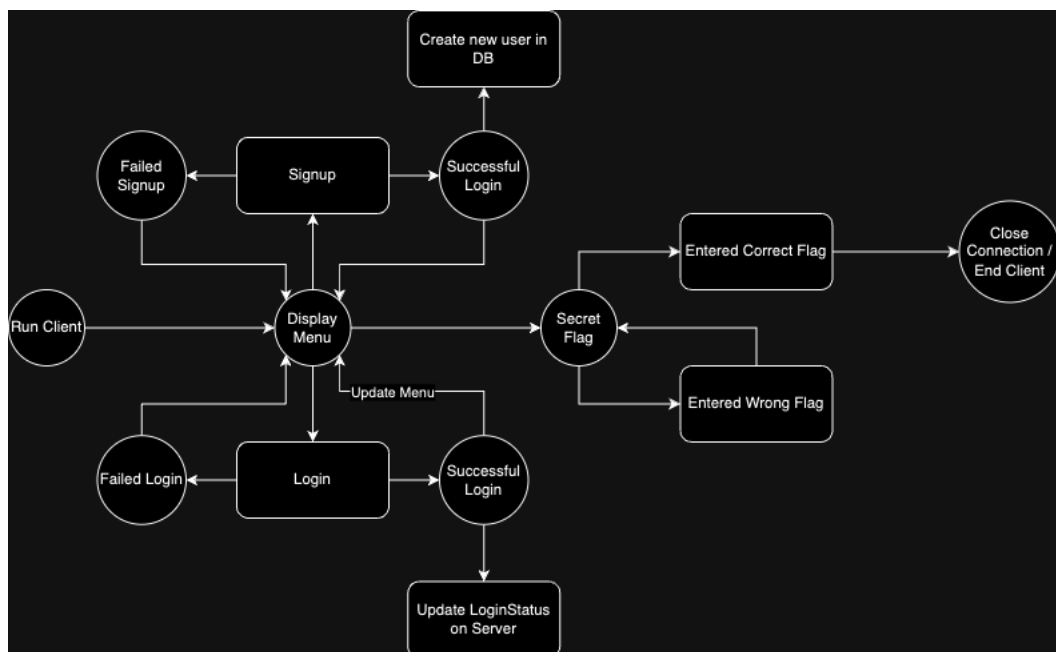 Create new user in
DB
Failed
Signup
Signup
Successful
Login
Entered Correct Flag
Close
Connection /
End Client
Run Client
Display
Menu
Secret
Flag
Update Menu
Entered Wrong Flag
Failed Login
Login
Successful
Login
Update LoginStatus
on Server